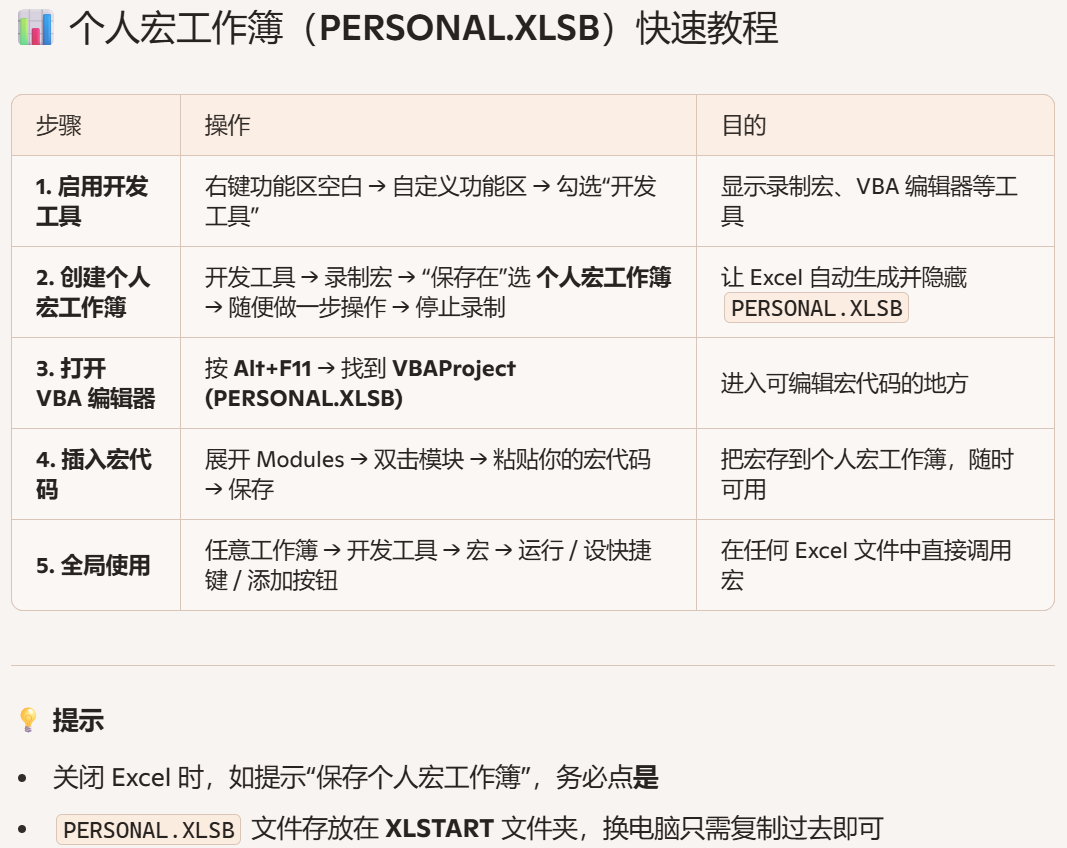 📊 个人宏工作簿（PERSONAL.XLSB）快速教程
步骤 操作 目的
1. 启用开发
工具
右键功能区空白 → 自定义功能区 → 勾选“开发
工具”
显示录制宏、VBA 编辑器等工
具
2. 创建个人
宏工作簿
开发工具 → 录制宏 → “保存在”选 个人宏工作簿
→ 随便做一步操作 → 停止录制
让 Excel 自动生成并隐藏
PERSONAL.XLSB
3. 打开
VBA 编辑器
按 Alt+F11 → 找到 VBAProject
(PERSONAL.XLSB)
进入可编辑宏代码的地方
4. 插入宏代
码
展开 Modules → 双击模块 → 粘贴你的宏代码
→ 保存
把宏存到个人宏工作簿，随时
可用
5. 全局使用
任意工作簿 → 开发工具 → 宏 → 运行 / 设快捷
键 / 添加按钮
在任何 Excel 文件中直接调用
宏
💡 提示
• 关闭 Excel 时，如提示“保存个人宏工作簿”，务必点是
• PERSONAL.XLSB 文件存放在 XLSTART 文件夹，换电脑只需复制过去即可